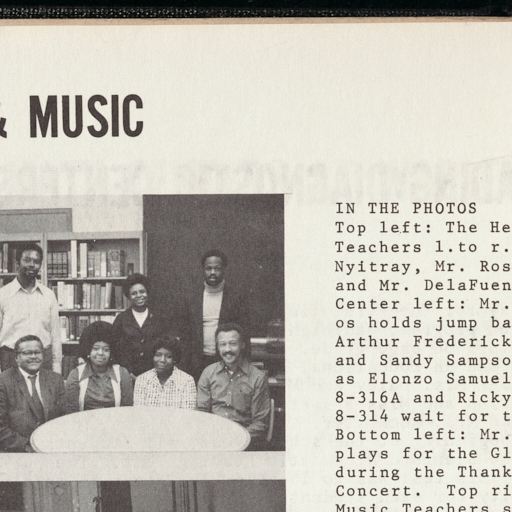 & MUSIC
IN THE PHOTOS
Top left: The He
Teachers l.to r.
Nyitray, Mr. Ros
and Mr. DelaFuen
Center left: Mr.
os holds jump ba
Arthur Frederick
and Sandy Sampso
as Elonzo Samuel
8-316A and Ricky
8-314 wait for t
Bottom left: Mr.
plays for the Gl
during the Thank
Concert. Top ri
Music Teachers s